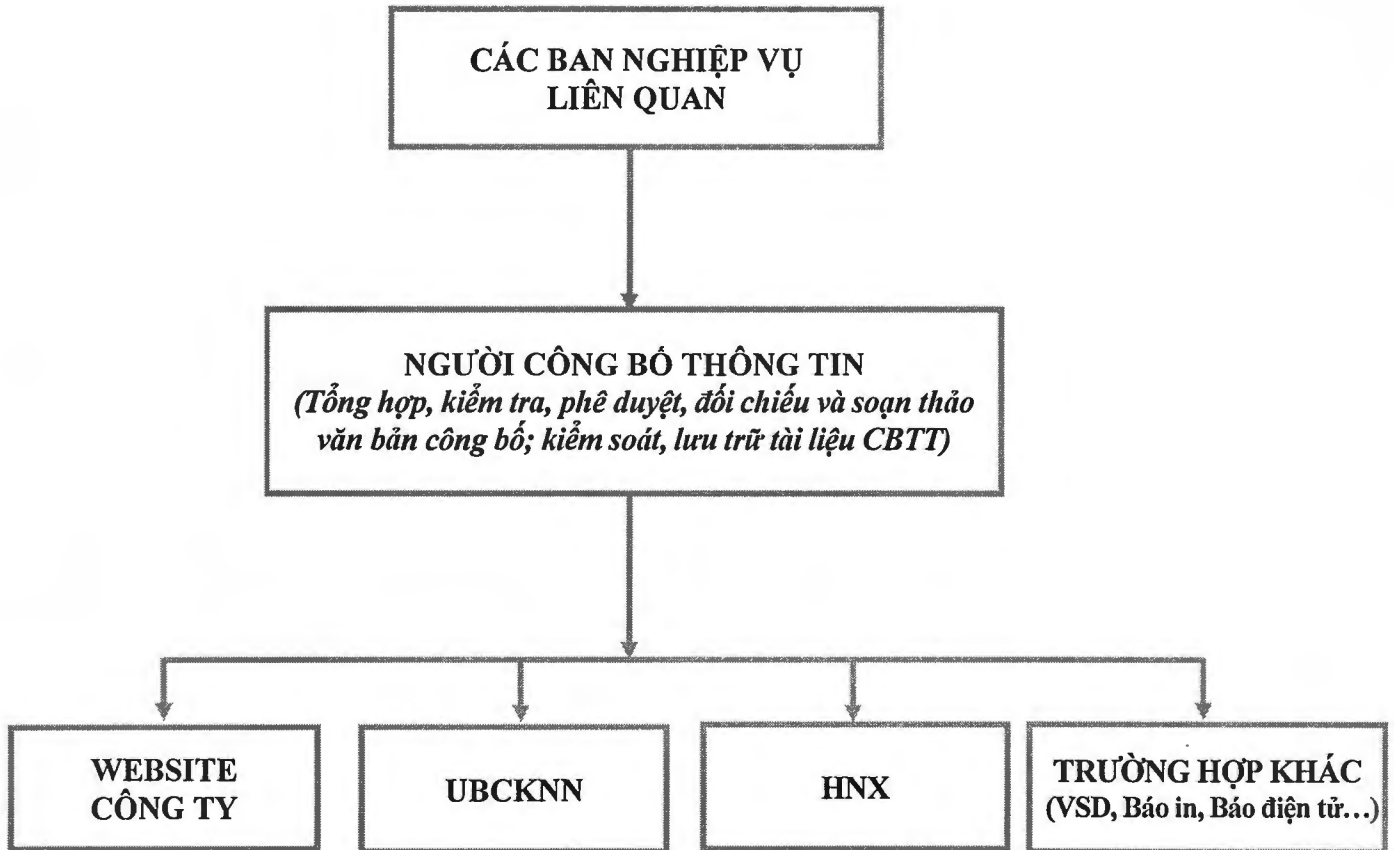 CÁC BAN NGHIỆP VỤ
LIÊN QUAN
NGƯỜI CÔNG BỐ THÔNG TIN
(Tổng hợp, kiểm tra, phê duyệt, đối chiếu và soạn thảo
văn bản công bố; kiểm soát, lưu trữ tài liệu CBTT)
WEBSITE
CÔNG TY
UBCKNN
HNX
TRƯỜNG HỢP KHÁC
(VSD, Báo in, Báo điện tử...)